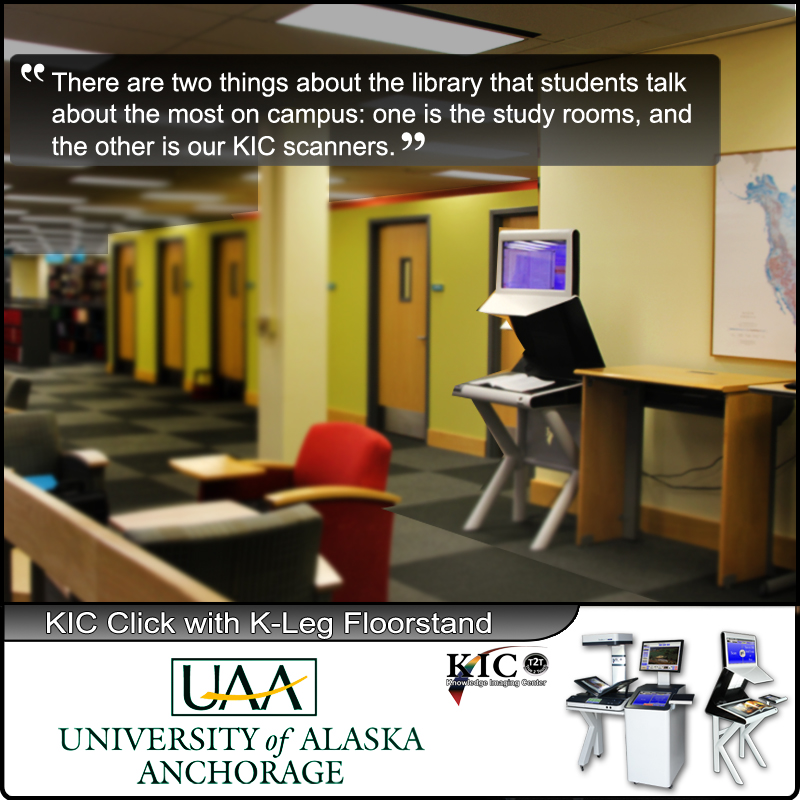 “ There are two things about the library that students talk
about the most on campus: one is the study rooms, and
the other is our KIC scanners. ”
KIC Click with K-Leg Floorstand
UAA
UNIVERSITY of ALASKA
ANCHORAGE
KIC
T2T
Knowledge Imaging Center